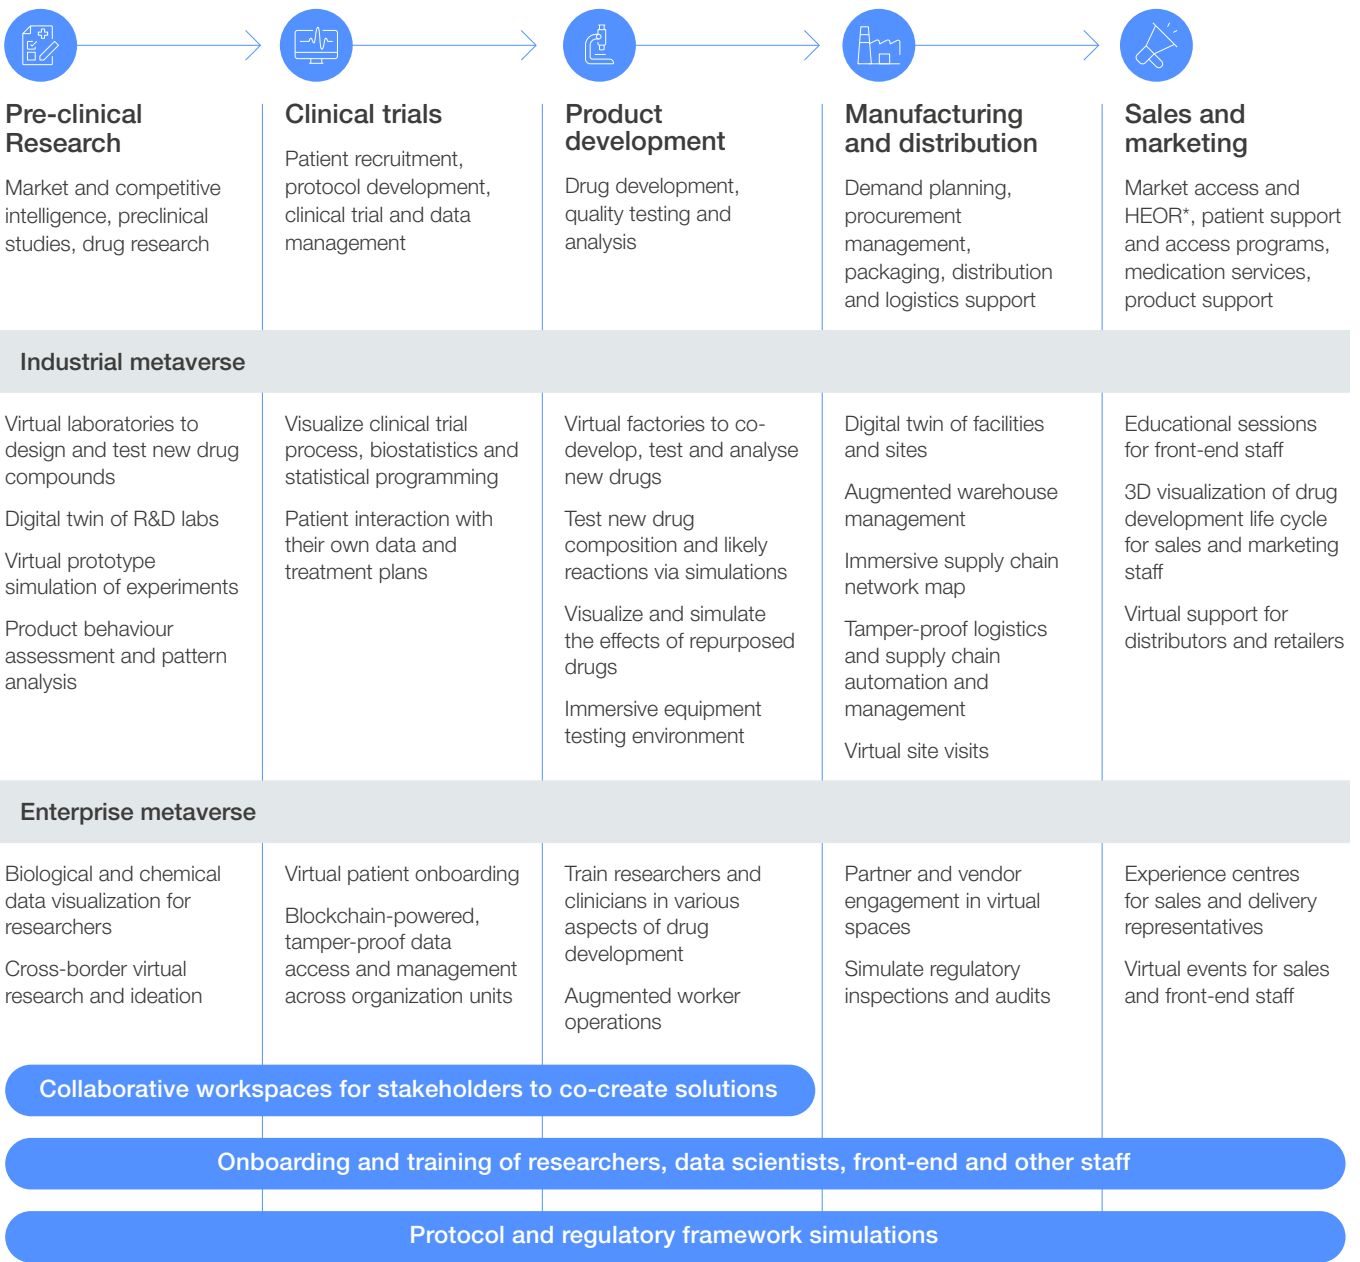 Pre-clinical
Research
Market and competitive
intelligence, preclinical
studies, drug research
Clinical trials
Patient recruitment,
protocol development,
clinical trial and data
management
Product
development
Drug development,
quality testing and
analysis
Manufacturing
and distribution
Demand planning,
procurement
management,
packaging, distribution
and logistics support
Sales and
marketing
Market access and
HEOR*, patient support
and access programs,
medication services,
product support
Industrial metaverse
Virtual laboratories to
design and test new drug
compounds
Digital twin of R&D labs
Virtual prototype
simulation of experiments
Product behaviour
assessment and pattern
analysis
Visualize clinical trial
process, biostatistics and
statistical programming
Patient interaction with
their own data and
treatment plans
Virtual factories to co-
develop, test and analyse
new drugs
Test new drug
composition and likely
reactions via simulations
Visualize and simulate
the effects of repurposed
drugs
Immersive equipment
testing environment
Digital twin of facilities
and sites
Augmented warehouse
management
Immersive supply chain
network map
Tamper-proof logistics
and supply chain
automation and
management
Virtual site visits
Educational sessions
for front-end staff
3D visualization of drug
development life cycle
for sales and marketing
staff
Virtual support for
distributors and retailers
Enterprise metaverse
Biological and chemical
data visualization for
researchers
Cross-border virtual
research and ideation
Virtual patient onboarding
Blockchain-powered,
tamper-proof data
access and management
across organization units
Train researchers and
clinicians in various
aspects of drug
development
Augmented worker
operations
Partner and vendor
engagement in virtual
spaces
Simulate regulatory
inspections and audits
Experience centres
for sales and delivery
representatives
Virtual events for sales
and front-end staff
Collaborative workspaces for stakeholders to co-create solutions
Onboarding and training of researchers, data scientists, front-end and other staff
Protocol and regulatory framework simulations